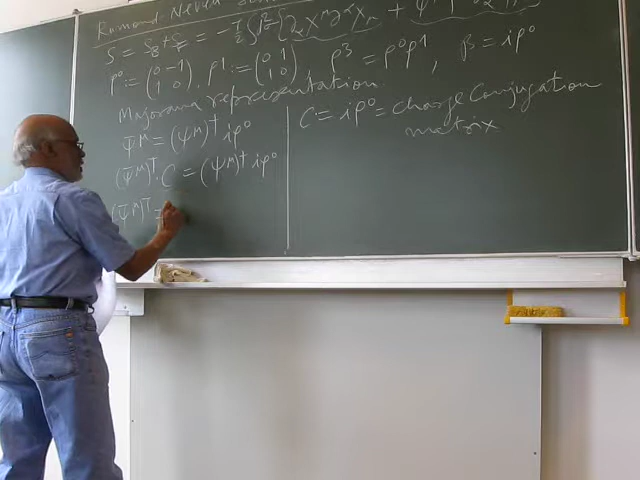 Ramond Neveu
S = S_B + S_F = -1/2 ∫d²σ (∂_α X^μ ∂^α X_μ +
ρ⁰ := (0 -1 / 1 0), ρ¹ := (0 1 / 1 0) ρ³ = ρ⁰ρ¹, β = iρ⁰
Majorana representation.
Ψ̄^M = (Ψ^M)† iρ⁰
(Ψ̄^M)^T. C = (Ψ^M)† iρ⁰
(Ψ̄^M)^T =
C = iρ⁰ = charge Conjugation
matrix